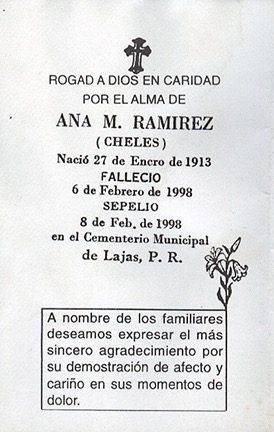 ROGAD A DIOS EN CARIDAD
POR EL ALMA DE
ANA M. RAMIREZ
(CHELES)
Nació 27 de Enero de 1913
FALLECIO
6 de Febrero de 1998
SEPELIO
8 de Feb. de 1998
en el Cementerio Municipal
de Lajas, P. R.
A nombre de los familiares
deseamos expresar el más
sincero agradecimiento por
su demostración de afecto y
cariño en sus momentos de
dolor.